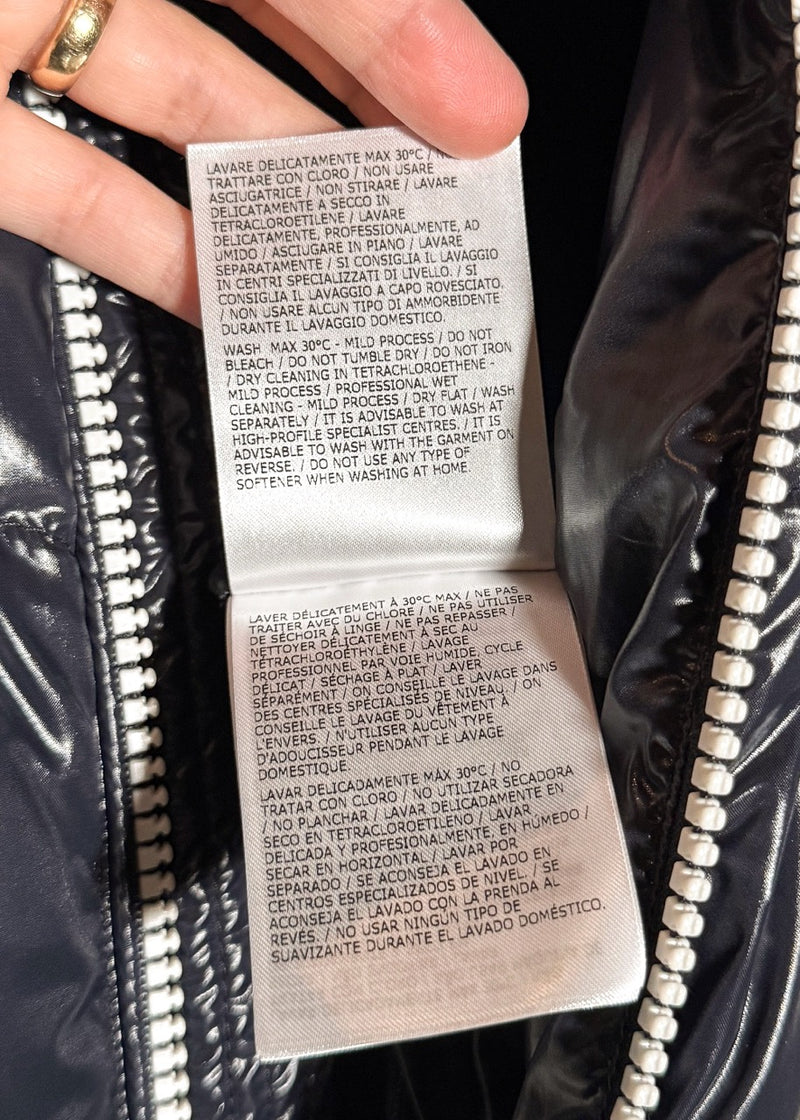 LAVARE DELICATAMENTE MAX 30°C /
TRATTARE CON CLORO / NON USARE
ASCIUGATRICE / NON STIRARE / LAVARE
DELICATAMENTE A SECCO IN
TETRACLOROETILENE / LAVARE
DELICATAMENTE, PROFESSIONALMENTE, AD
UMIDO / ASCIUGARE IN PIANO / LAVARE
SEPARATAMENTE / SI CONSIGLIA IL LAVAGGIO
IN CENTRI SPECIALIZZATI DI LIVELLO. / SI
CONSIGLIA IL LAVAGGIO A CAPO ROVESCIATO.
/ NON USARE ALCUN TIPO DI AMMORBIDENTE
DURANTE IL LAVAGGIO DOMESTICO.
WASH MAX 30°C - MILD PROCESS / DO NOT
BLEACH / DO NOT TUMBLE DRY / DO NOT IRON
/ DRY CLEANING IN TETRACHLOROETHENE -
MILD PROCESS / PROFESSIONAL WET
CLEANING - MILD PROCESS / DRY FLAT / WASH
SEPARATELY / IT IS ADVISABLE TO WASH AT
HIGH-PROFILE SPECIALIST CENTRES. / IT IS
ADVISABLE TO WASH WITH THE GARMENT ON
REVERSE. / DO NOT USE ANY TYPE OF
SOFTENER WHEN WASHING AT HOME.
LAVER DÉLICATEMENT À 30°C MAX / NE PAS
TRAITER AVEC DU CHLORE / NE PAS UTILISER
DE SÉCHOIR À LINGE / NE PAS REPASSER /
NETTOYER DÉLICATEMENT À SEC AU
TÉTRACHLOROÉTHYLÈNE / LAVAGE
PROFESSIONNEL PAR VOIE HUMIDE, CYCLE
DÉLICAT / SÉCHAGE À PLAT / LAVER
SÉPARÉMENT / ON CONSEILLE LE LAVAGE DANS
DES CENTRES SPÉCIALISÉS DE NIVEAU. / ON
CONSEILLE LE LAVAGE DU VÊTEMENT À
L'ENVERS. / N'UTILISER AUCUN TYPE
D'ADOUCISSEUR PENDANT LE LAVAGE
DOMESTIQUE.
LAVAR DELICADAMENTE MÁX 30°C / NO
TRATAR CON CLORO / NO UTILIZAR SECADORA
/ NO PLANCHAR / LAVAR DELICADAMENTE EN
SECO EN TETRACLOROETILENO / LAVAR
DELICADA Y PROFESIONALMENTE, EN HÚMEDO /
SECAR EN HORIZONTAL / LAVAR POR
SEPARADO / SE ACONSEJA EL LAVADO EN
CENTROS ESPECIALIZADOS DE NIVEL. / SE
ACONSEJA EL LAVADO CON LA PRENDA AL
REVÉS. / NO USAR NINGÚN TIPO DE
SUAVIZANTE DURANTE EL LAVADO DOMÉSTICO.